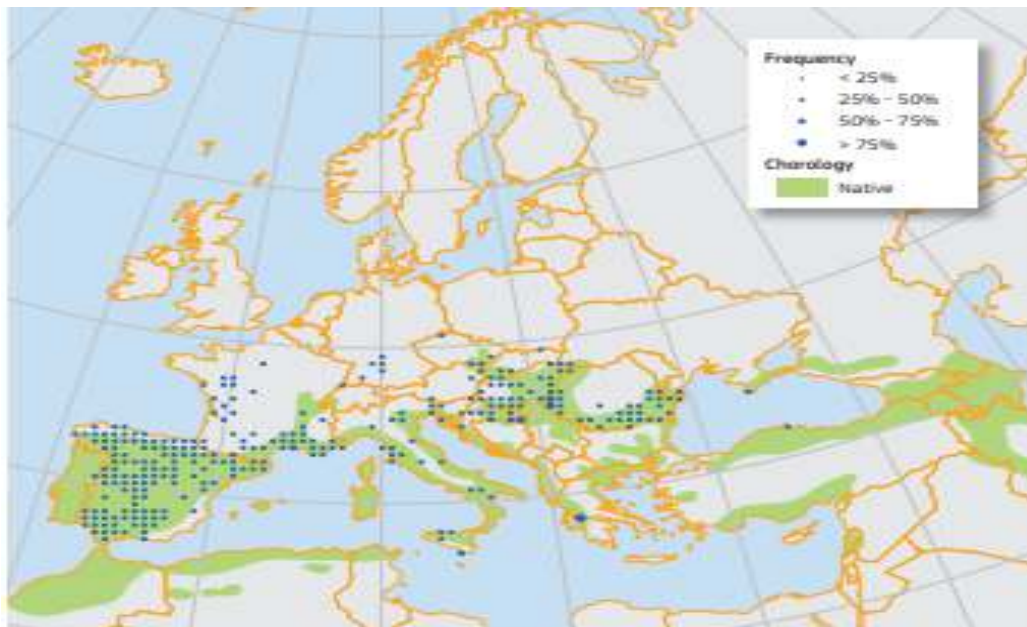 Frequency
< 25%
25% - 50%
50% - 75%
> 75%
Chorology
Native